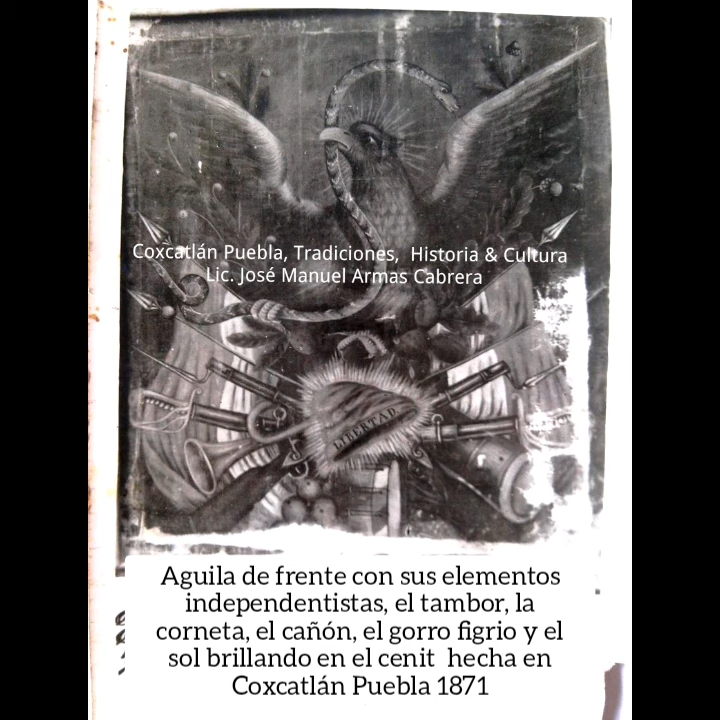 Coxcatlán Puebla, Tradiciones, Historia & Cultura
Lic. José Manuel Armas Cabrera
LIBERTAD
Aguila de frente con sus elementos
independentistas, el tambor, la
corneta, el cañón, el gorro figrio y el
sol brillando en el cenit hecha en
Coxcatlán Puebla 1871